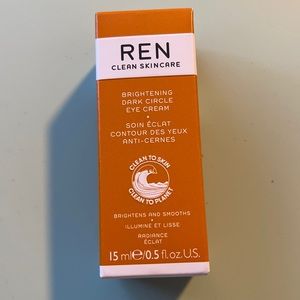 REN
CLEAN SKINCARE
BRIGHTENING
DARK CIRCLE
EYE CREAM
•
SOIN ÉCLAT
CONTOUR DES YEUX
ANTI-CERNES
CLEAN TO SKIN
CLEAN TO PLANET
BRIGHTENS AND SMOOTHS
•
ILLUMINE ET LISSE
RADIANCE
ÉCLAT
15 ml℮/0.5 fl.oz.U.S.